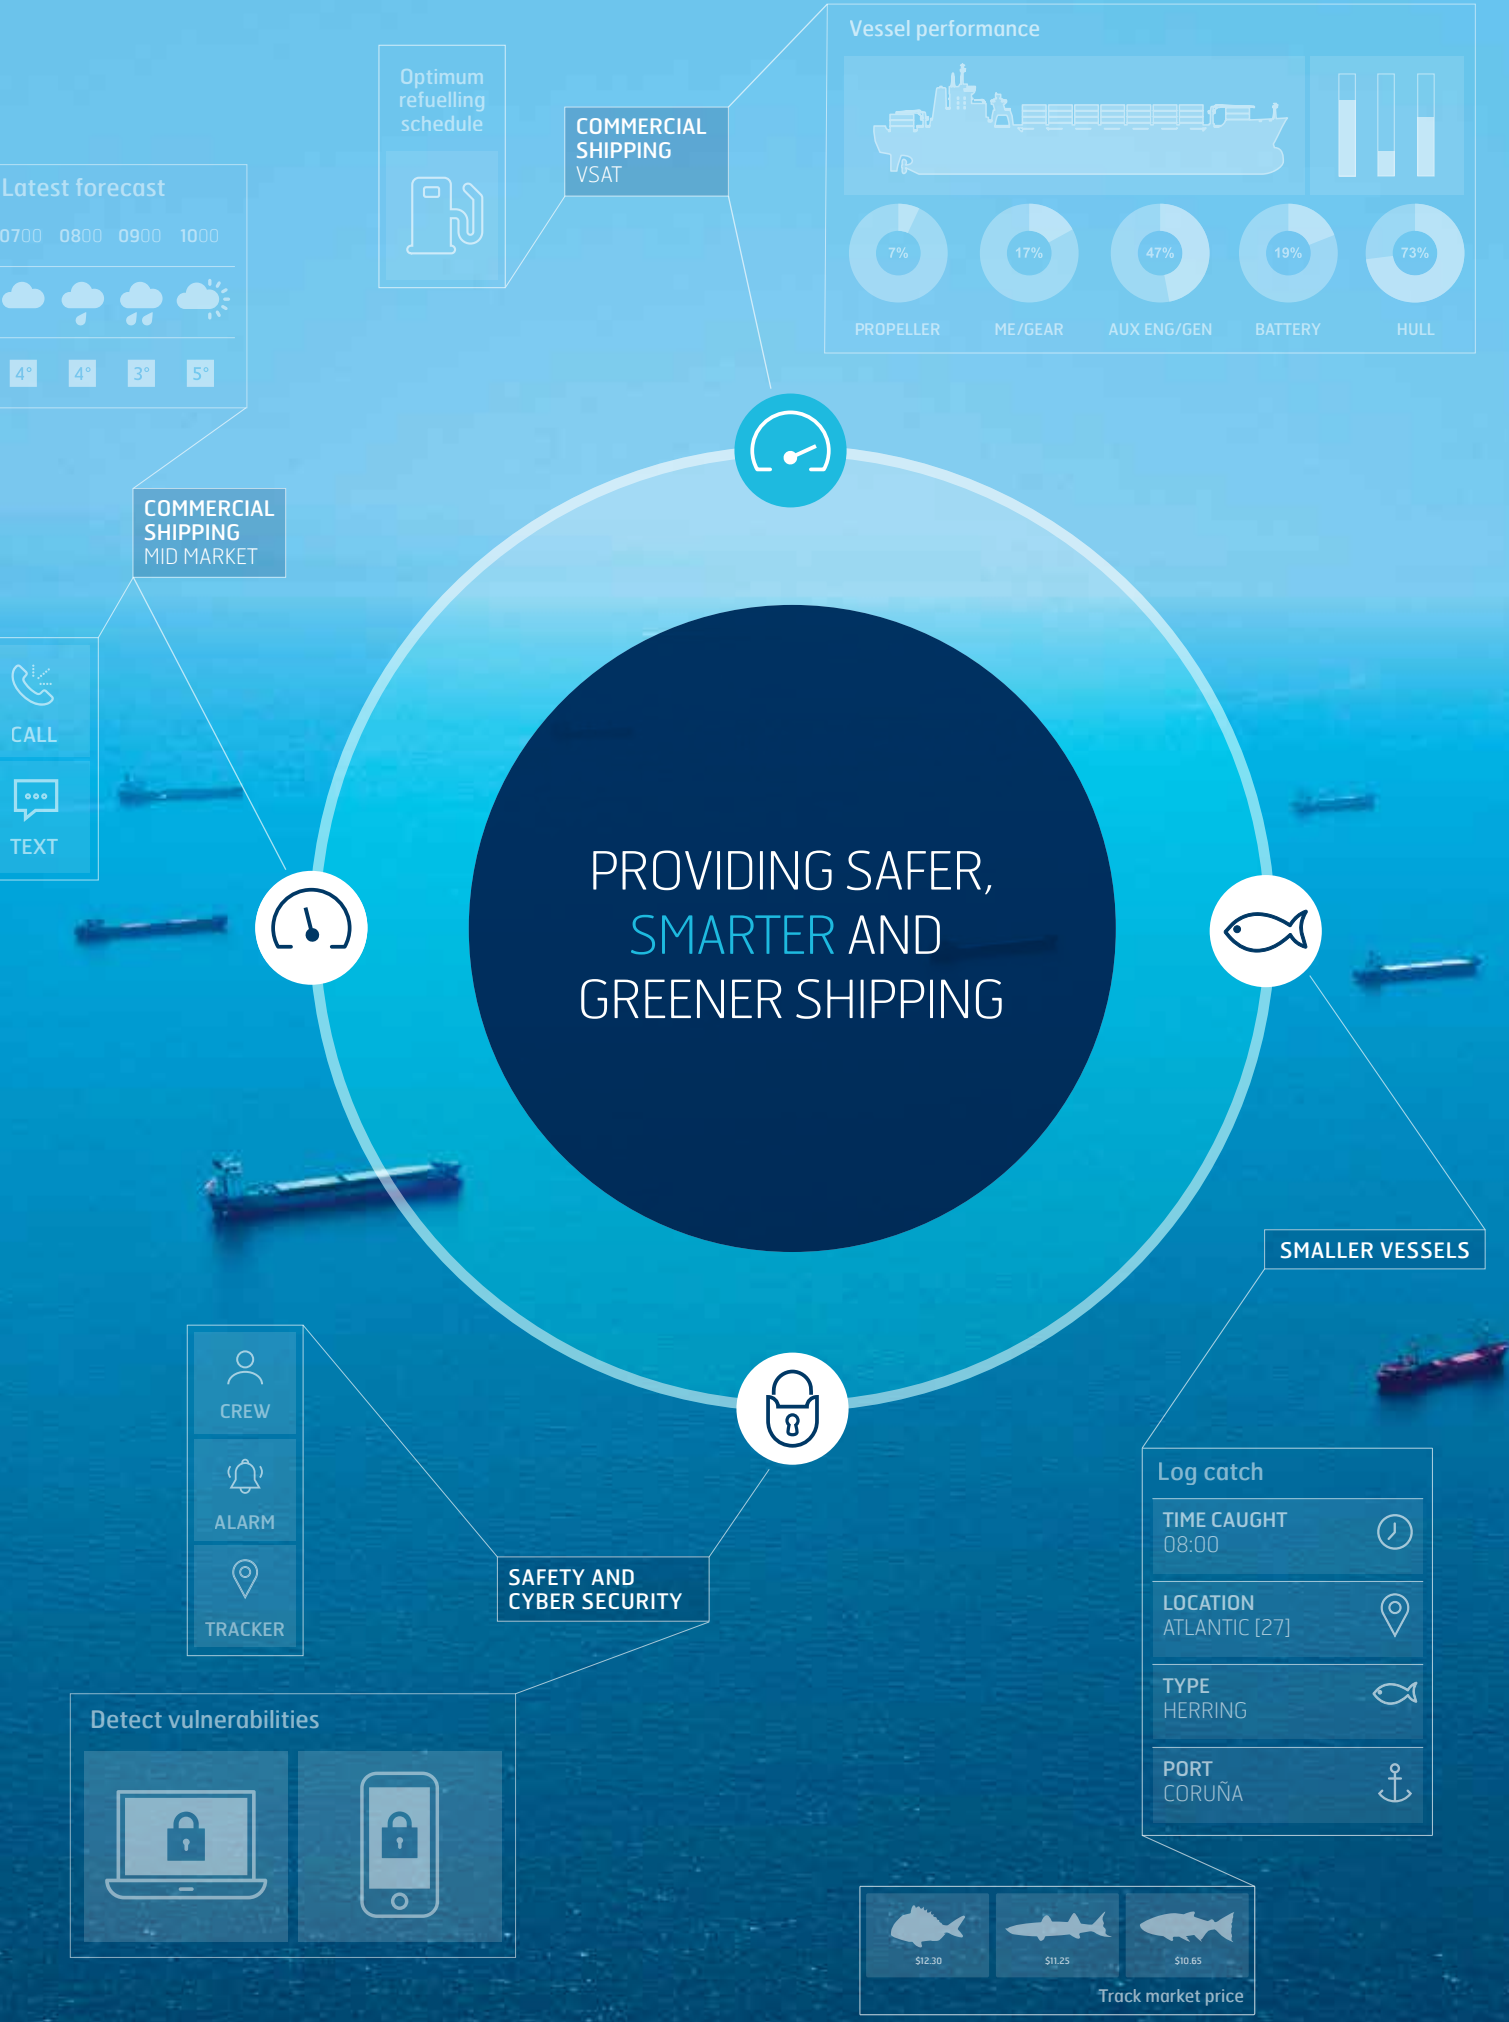 Vessel performance
7%
17%
47%
19%
73%
PROPELLER
ME/GEAR
AUX ENG/GEN
BATTERY
HULL
Optimum
refuelling
schedule
COMMERCIAL
SHIPPING
VSAT
Latest forecast
0700 0800 0900 1000
4° 4° 3° 5°
COMMERCIAL
SHIPPING
MID MARKET
CALL
TEXT
PROVIDING SAFER,
SMARTER AND
GREENER SHIPPING
SMALLER VESSELS
CREW
ALARM
TRACKER
SAFETY AND
CYBER SECURITY
Detect vulnerabilities
Log catch
TIME CAUGHT
08:00
LOCATION
ATLANTIC [27]
TYPE
HERRING
PORT
CORUÑA
$12.30
$11.25
$10.65
Track market price